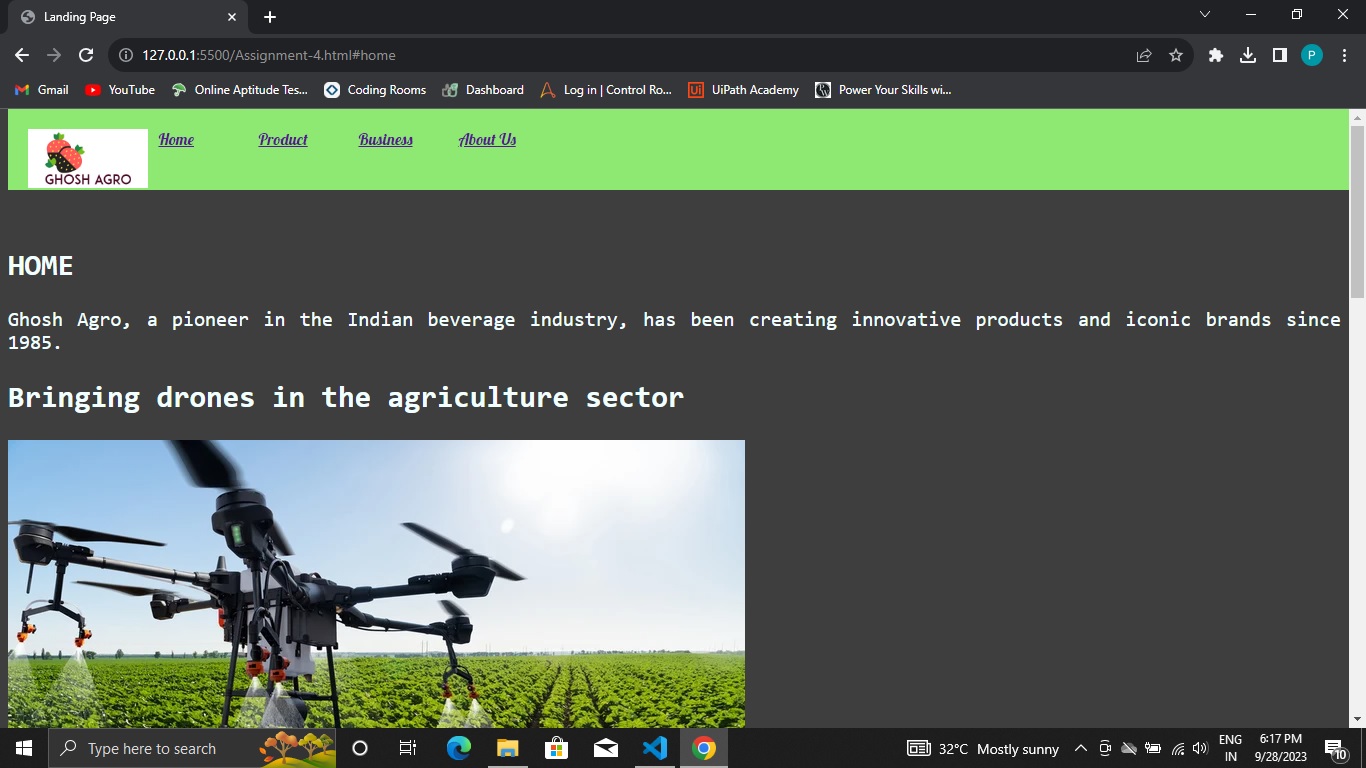 Landing Page
127.0.0.1:5500/Assignment-4.html#home
P
Gmail YouTube Online Aptitude Tes... Coding Rooms Dashboard Log in | Control Ro... UiPath Academy Power Your Skills wi...
Home Product Business About Us
GHOSH AGRO
HOME
Ghosh Agro, a pioneer in the Indian beverage industry, has been creating innovative products and iconic brands since
1985.
Bringing drones in the agriculture sector
Type here to search
32°C Mostly sunny
ENG
IN
6:17 PM
9/28/2023
10